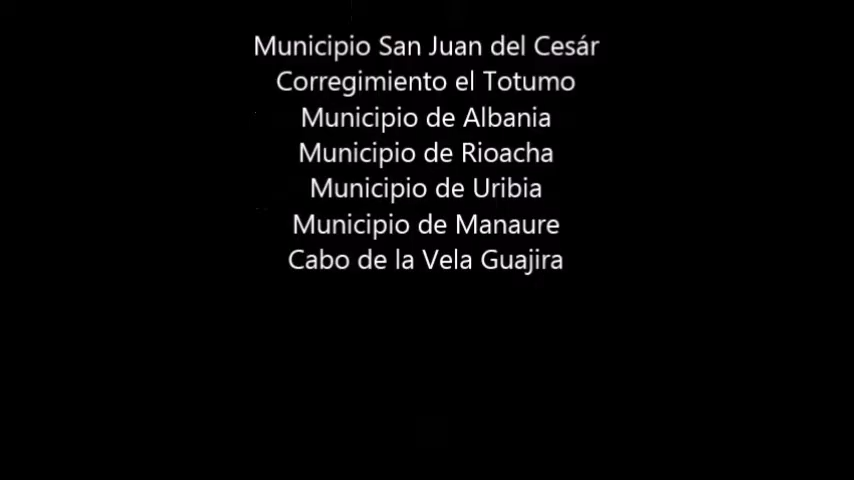 Municipio San Juan del Cesár
Corregimiento el Totumo
Municipio de Albania
Municipio de Rioacha
Municipio de Uribia
Municipio de Manaure
Cabo de la Vela Guajira